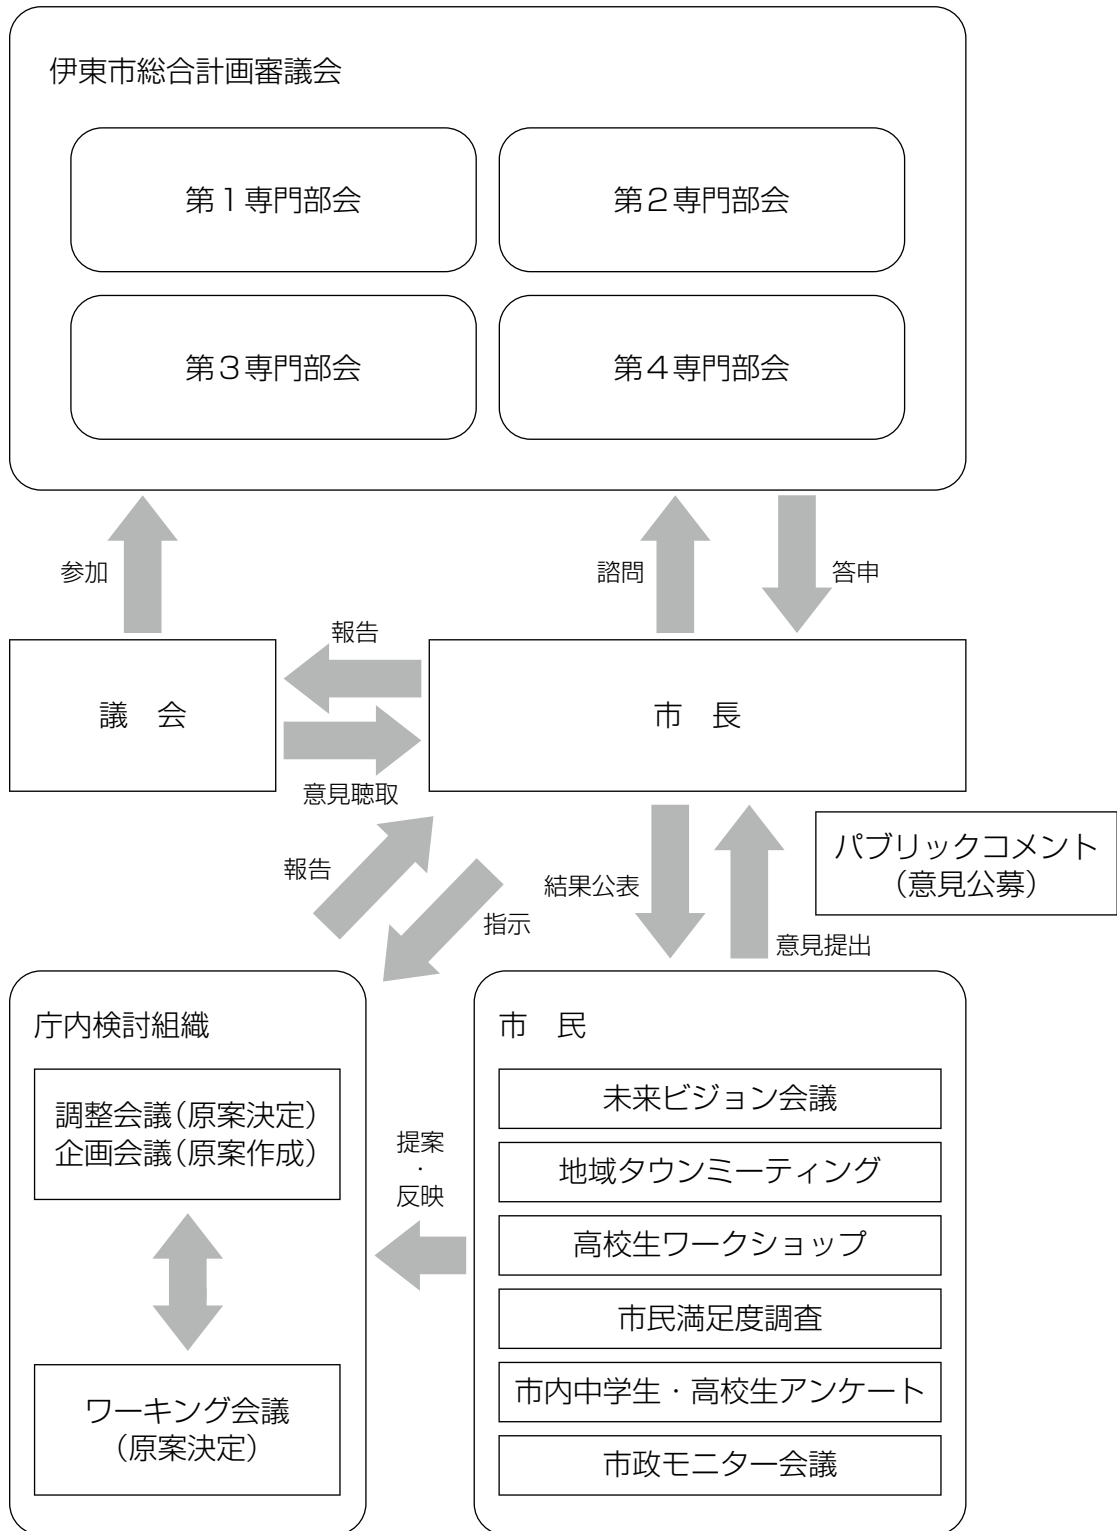 伊東市総合計画審議会
第１専門部会
第２専門部会
第３専門部会
第４専門部会
参加
諮問
答申
報告
議　会
市　長
意見聴取
報告
指示
結果公表
意見提出
パブリックコメント
（意見公募）
庁内検討組織
調整会議（原案決定）
企画会議（原案作成）
ワーキング会議
（原案決定）
提案
・
反映
市　民
未来ビジョン会議
地域タウンミーティング
高校生ワークショップ
市民満足度調査
市内中学生・高校生アンケート
市政モニター会議